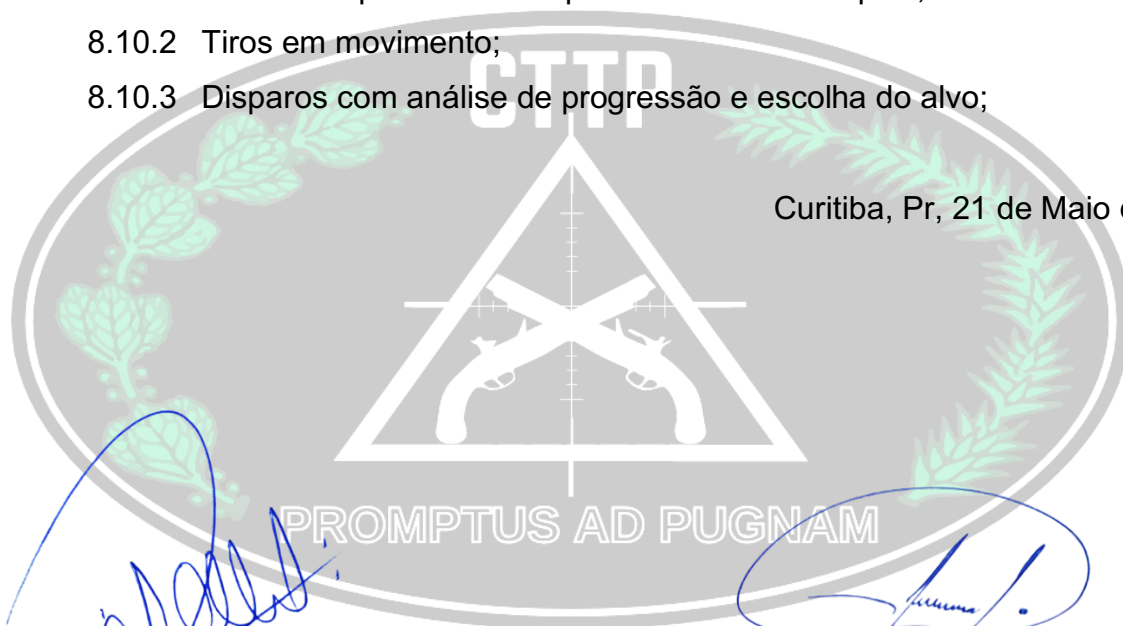 8.10.2 Tiros em movimento;
CTTP
8.10.3 Disparos com análise de progressão e escolha do alvo;
Curitiba, Pr, 21 de Maio
PROMPTUS AD PUGNAM